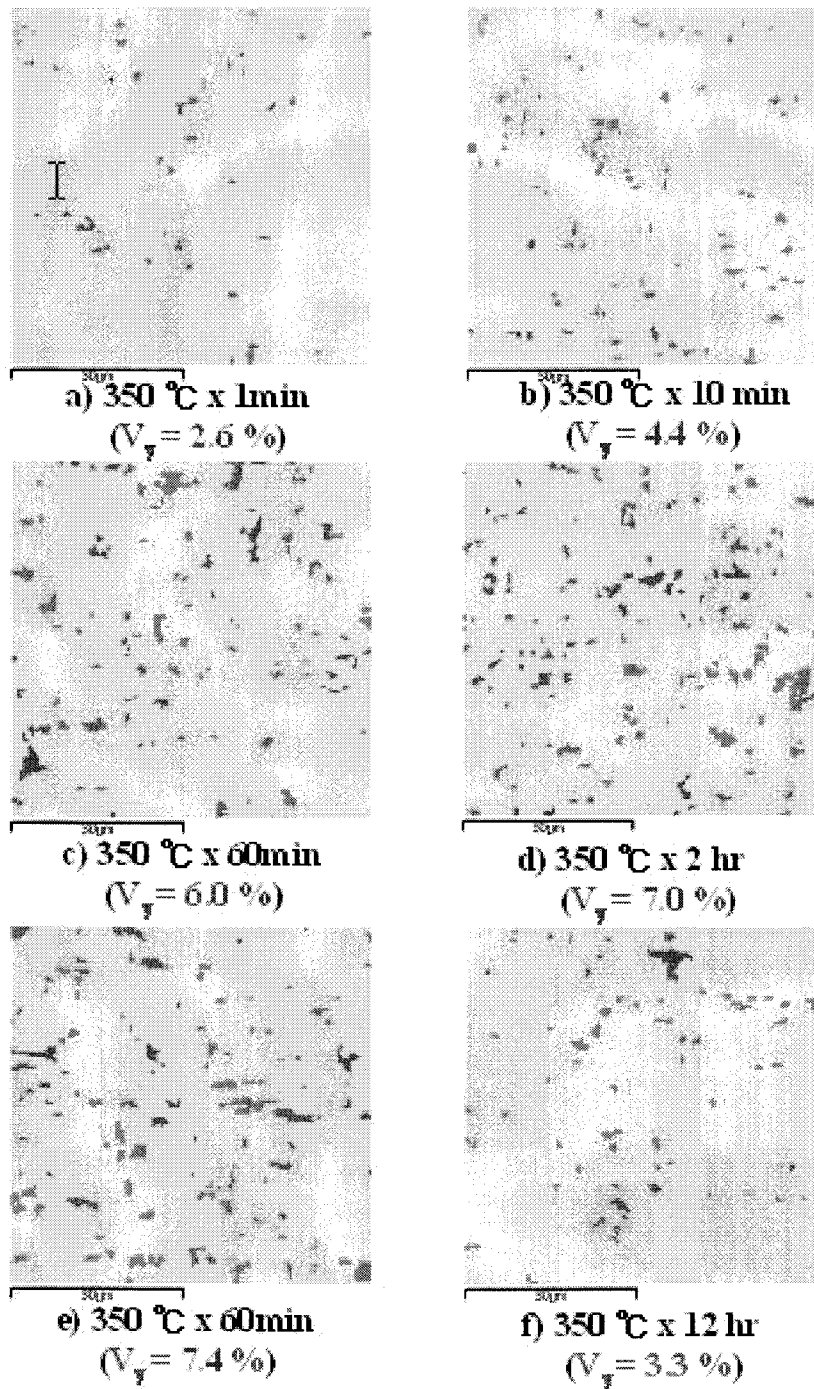 a) 350 ℃ x 1min
(Vγ = 2.6 %)
b) 350 ℃ x 10 min
(Vγ = 4.4 %)
c) 350 ℃ x 60min
(Vγ = 6.0 %)
d) 350 ℃ x 2 hr
(Vγ = 7.0 %)
e) 350 ℃ x 60min
(Vγ = 7.4 %)
f) 350 ℃ x 12 hr
(Vγ = 3.3 %)